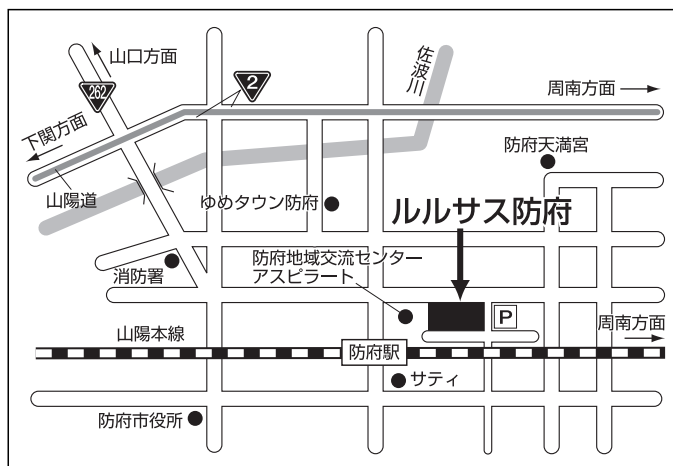 山口方面
262
2
佐波川
周南方面
下関方面
防府天満宮
山陽道
ゆめタウン防府
ルルサス防府
防府地域交流センター
アスピラート
消防署
P
山陽本線
周南方面
防府駅
サティ
防府市役所